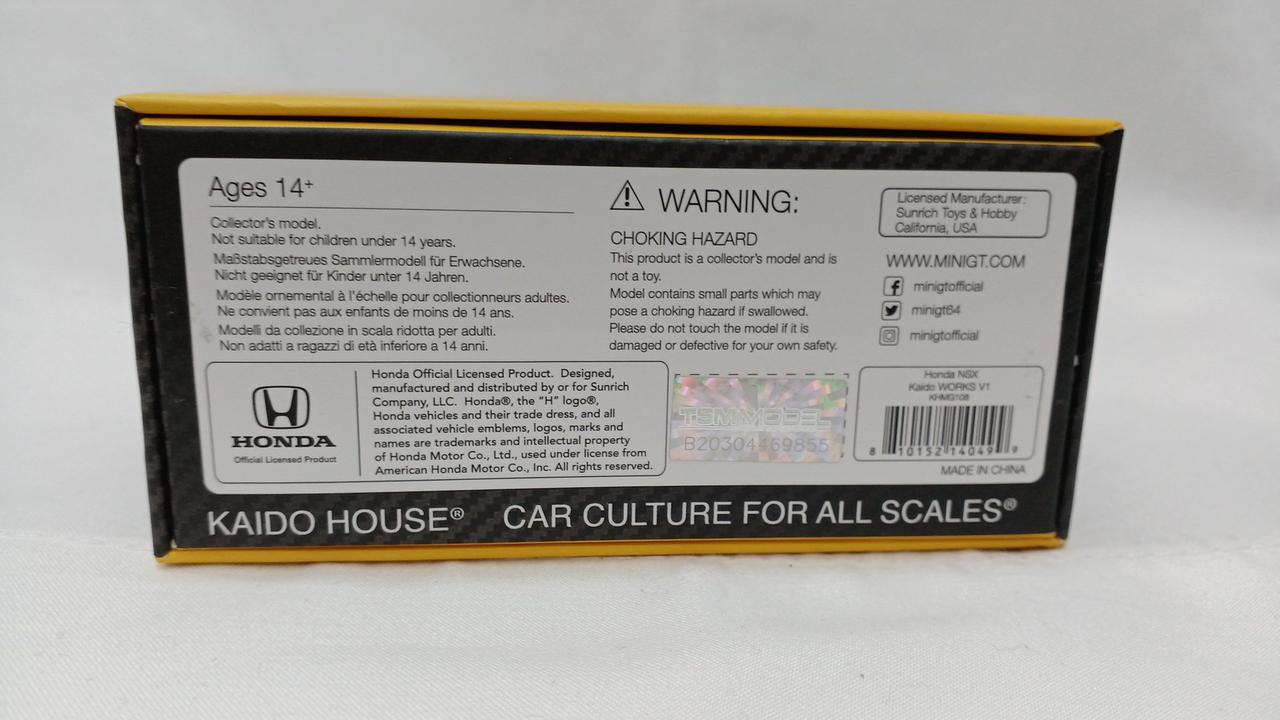 Ages 14+
Collector's model.
Not suitable for children under 14 years.
Maßstabsgetreues Sammlermodell für Erwachsene.
Nicht geeignet für Kinder unter 14 Jahren.
Modèle ornemental à l'échelle pour collectionneurs adultes.
Ne convient pas aux enfants de moins de 14 ans.
Modelli da collezione in scala ridotta per adulti.
Non adatti a ragazzi di età inferiore a 14 anni.
WARNING:
CHOKING HAZARD
This product is a collector's model and is
not a toy.
Model contains small parts which may
pose a choking hazard if swallowed.
Please do not touch the model if it is
damaged or defective for your own safety.
Licensed Manufacturer:
Sunrich Toys & Hobby
California, USA
WWW.MINIGT.COM
minigtofficial
minigt64
minigtofficial
HONDA
Official Licensed Product
Honda Official Licensed Product. Designed,
manufactured and distributed by or for Sunrich
Company, LLC. Honda®, the "H" logo®,
Honda vehicles and their trade dress, and all
associated vehicle emblems, logos, marks and
names are trademarks and intellectual property
of Honda Motor Co., Ltd., used under license from
American Honda Motor Co., Inc. All rights reserved.
TSM MODEL
B20304469855
Honda NSX
Kaido WORKS V1
KHMG108
8 10152 14049 9
MADE IN CHINA
KAIDO HOUSE® CAR CULTURE FOR ALL SCALES®